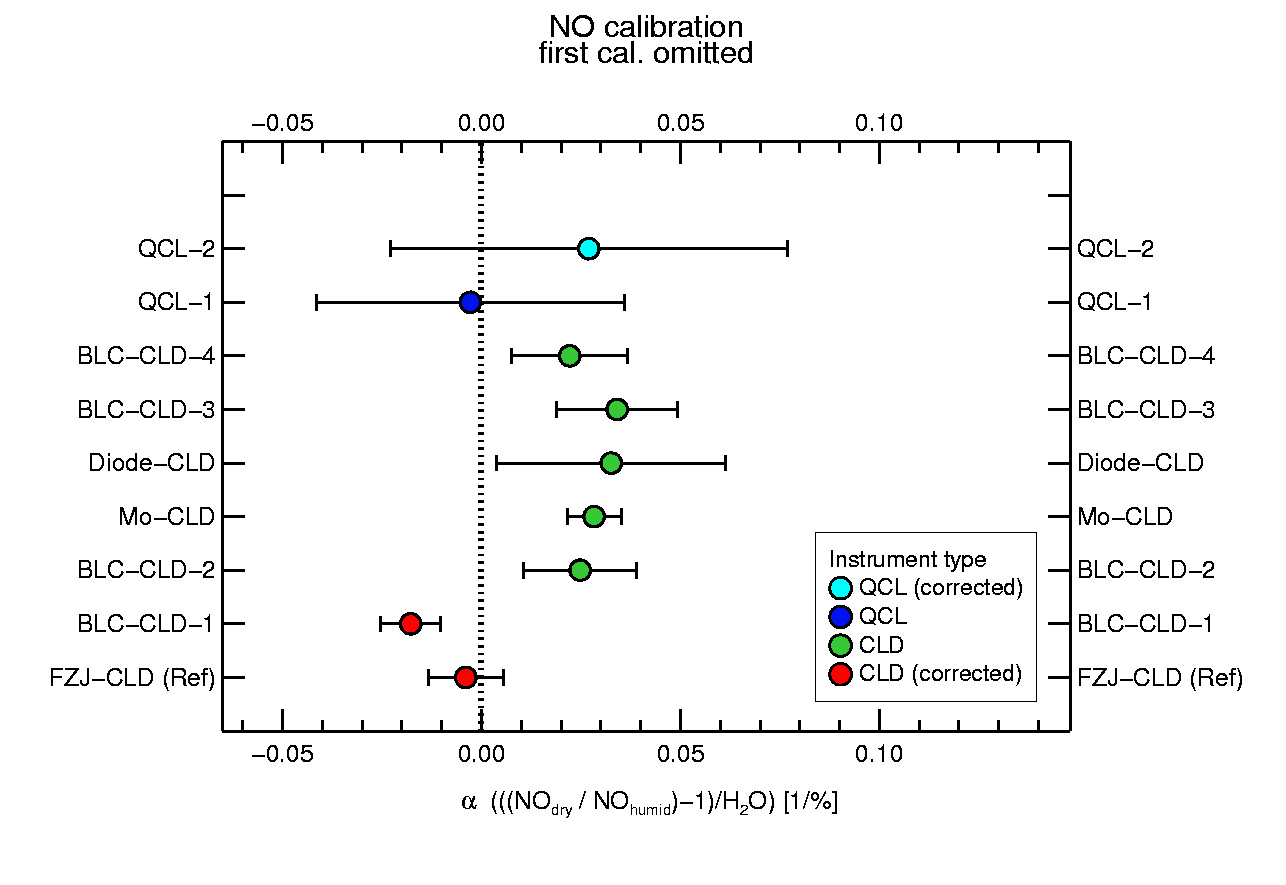 NO calibration
first cal. omitted
−0.05 0.00 0.05 0.10
QCL−2 QCL−2
QCL−1 QCL−1
BLC−CLD−4 BLC−CLD−4
BLC−CLD−3 BLC−CLD−3
Diode−CLD Diode−CLD
Mo−CLD Mo−CLD
BLC−CLD−2 BLC−CLD−2
BLC−CLD−1 BLC−CLD−1
FZJ−CLD (Ref) FZJ−CLD (Ref)
Instrument type
QCL (corrected)
QCL
CLD
CLD (corrected)
−0.05 0.00 0.05 0.10
α (((NOdry / NOhumid)−1)/H2O) [1/%]